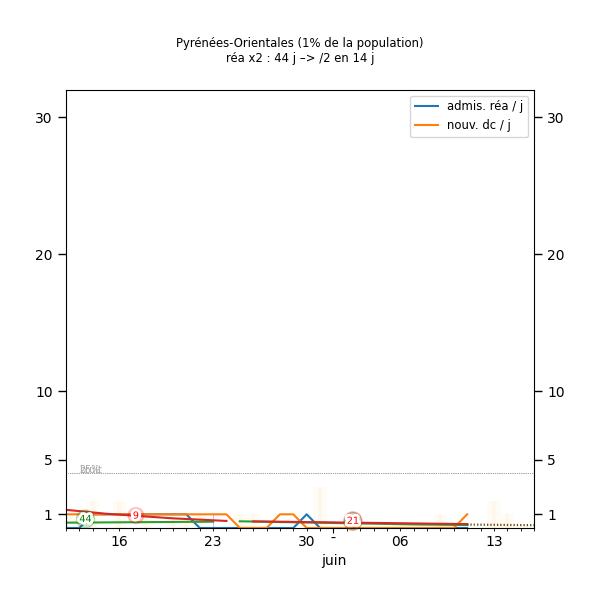 Pyrénées-Orientales (1% de la population)
réa x2 : 44 j –> /2 en 14 j
admis. réa / j
nouv. dc / j
30 30
20 20
10 10
5 5
1 1
44 9 21
16 23 30 - 06 13
juin